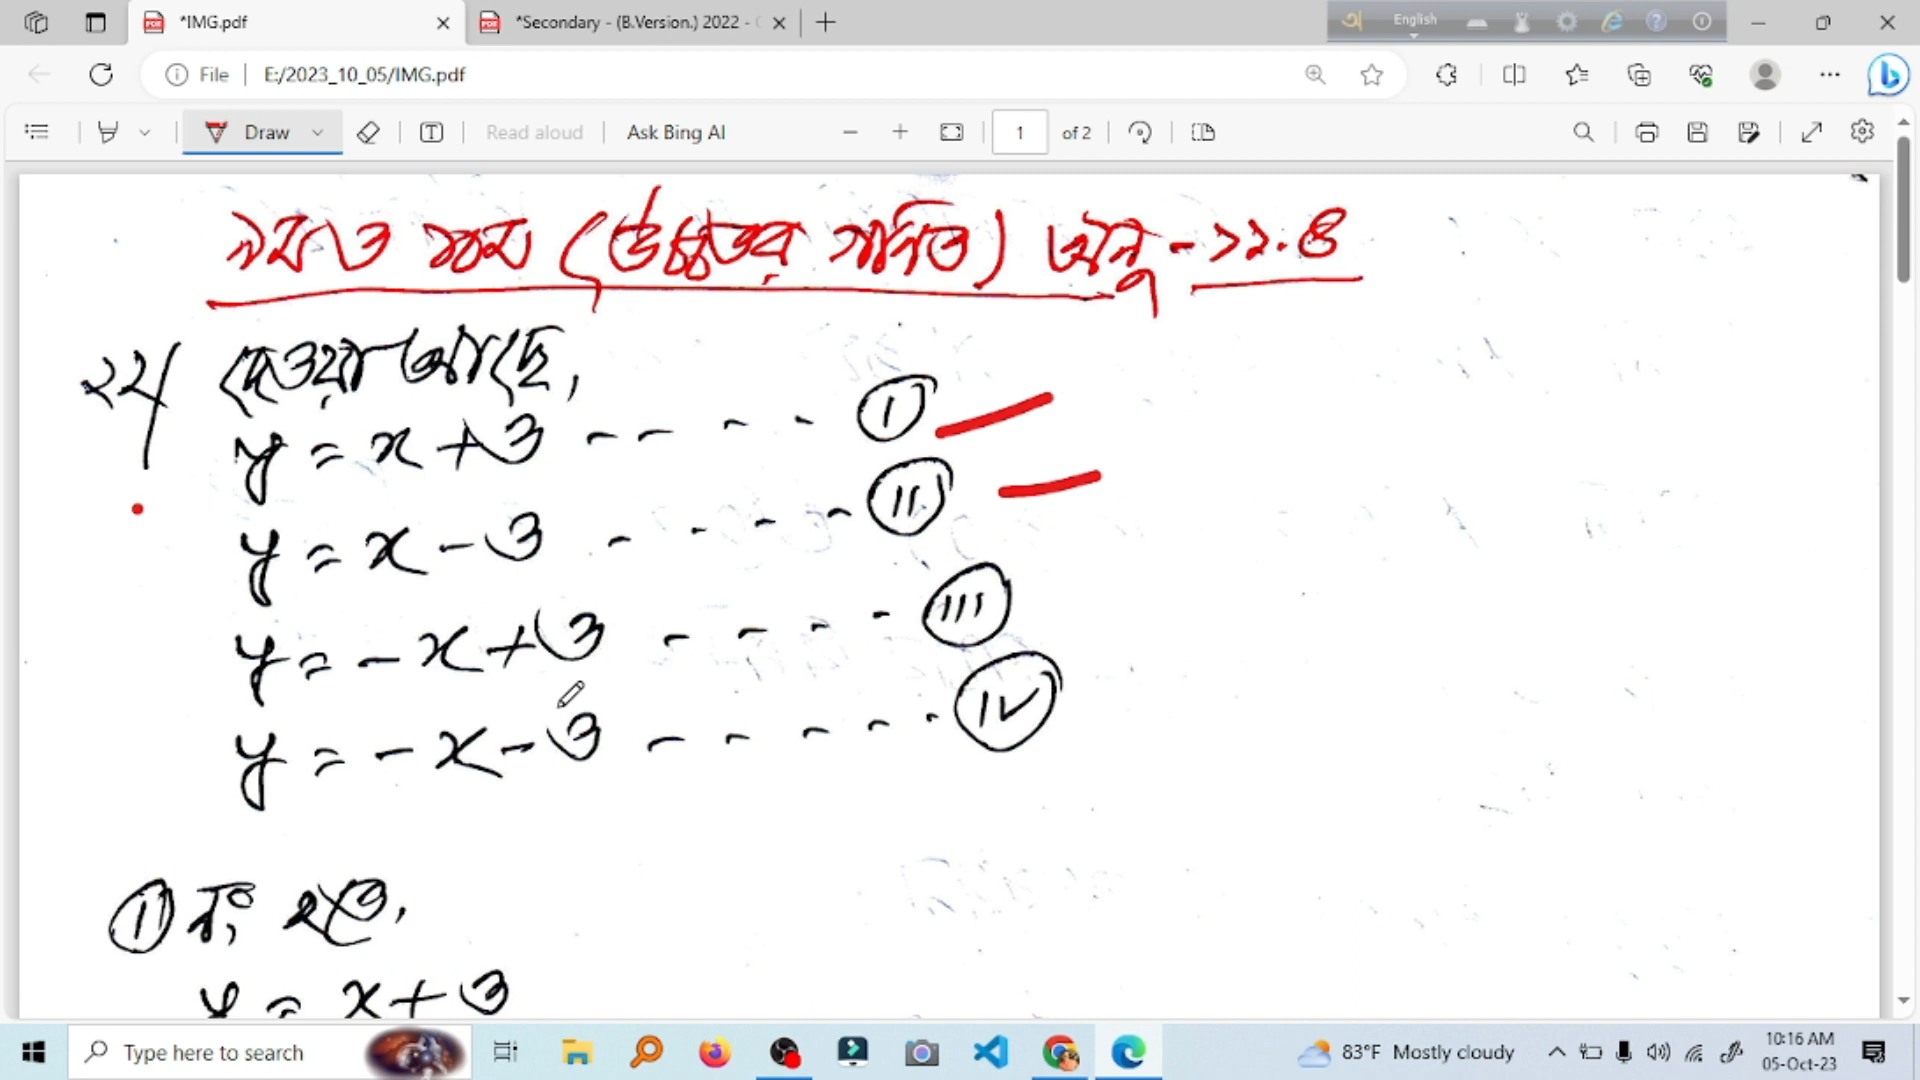 *IMG.pdf
*Secondary - (B.Version.) 2022 -
English
File
E:/2023_10_05/IMG.pdf
Draw
Read aloud
Ask Bing AI
1
of 2
নবম ও দশম (উচ্চতর গনিত) অনু - ১১.৪
২২/ দেওয়া আছে,
y = x + 3 - - - - (I)
y = x - 3 - - - - (II)
y = -x + 3 - - - - (III)
y = -x - 3 - - - - - - (IV)
(I) নং হতে,
y = x + 3
Type here to search
83°F Mostly cloudy
10:16 AM
05-Oct-23